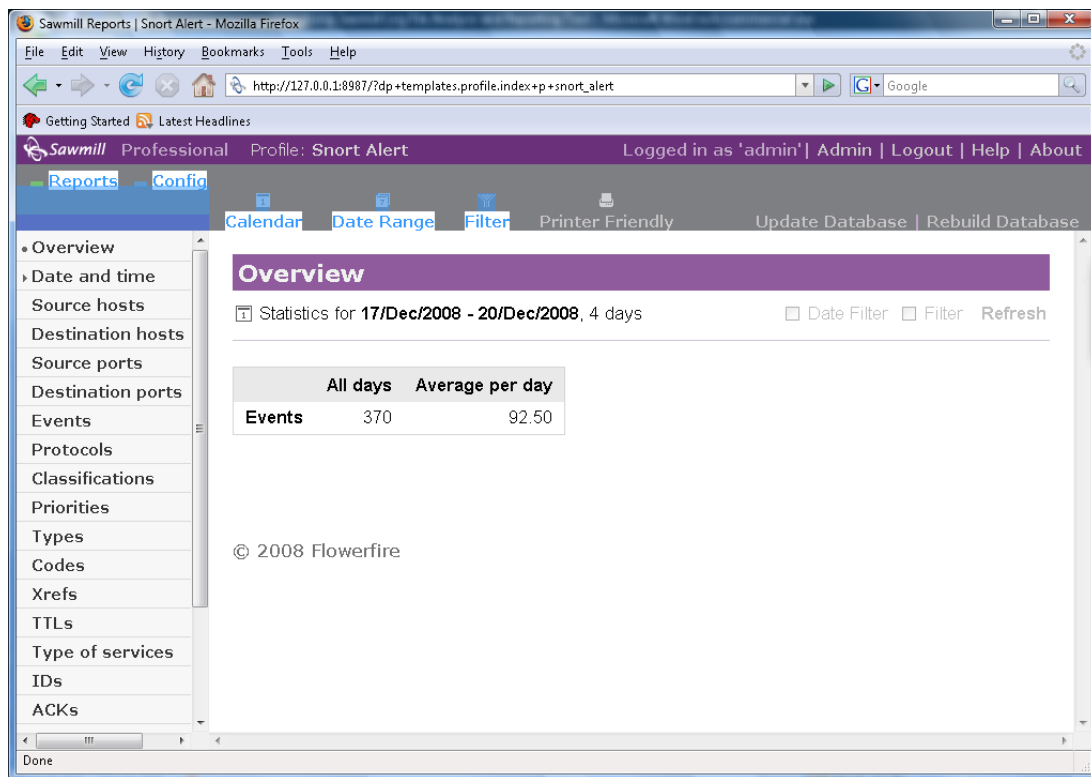 Sawmill Reports | Snort Alert - Mozilla Firefox
File Edit View History Bookmarks Tools Help
http://127.0.0.1:8987/?dp+templates.profile.index+p+snort_alert
G Google
Getting Started Latest Headlines
Sawmill Professional Profile: Snort Alert Logged in as 'admin'| Admin | Logout | Help | About
Reports Config
Calendar Date Range Filter Printer Friendly Update Database | Rebuild Database
Overview
Date and time
Source hosts
Destination hosts
Source ports
Destination ports
Events
Protocols
Classifications
Priorities
Types
Codes
Xrefs
TTLs
Type of services
IDs
ACKs
Overview
Statistics for 17/Dec/2008 - 20/Dec/2008, 4 days Date Filter Filter Refresh
All days Average per day
Events 370 92.50
© 2008 Flowerfire
Done